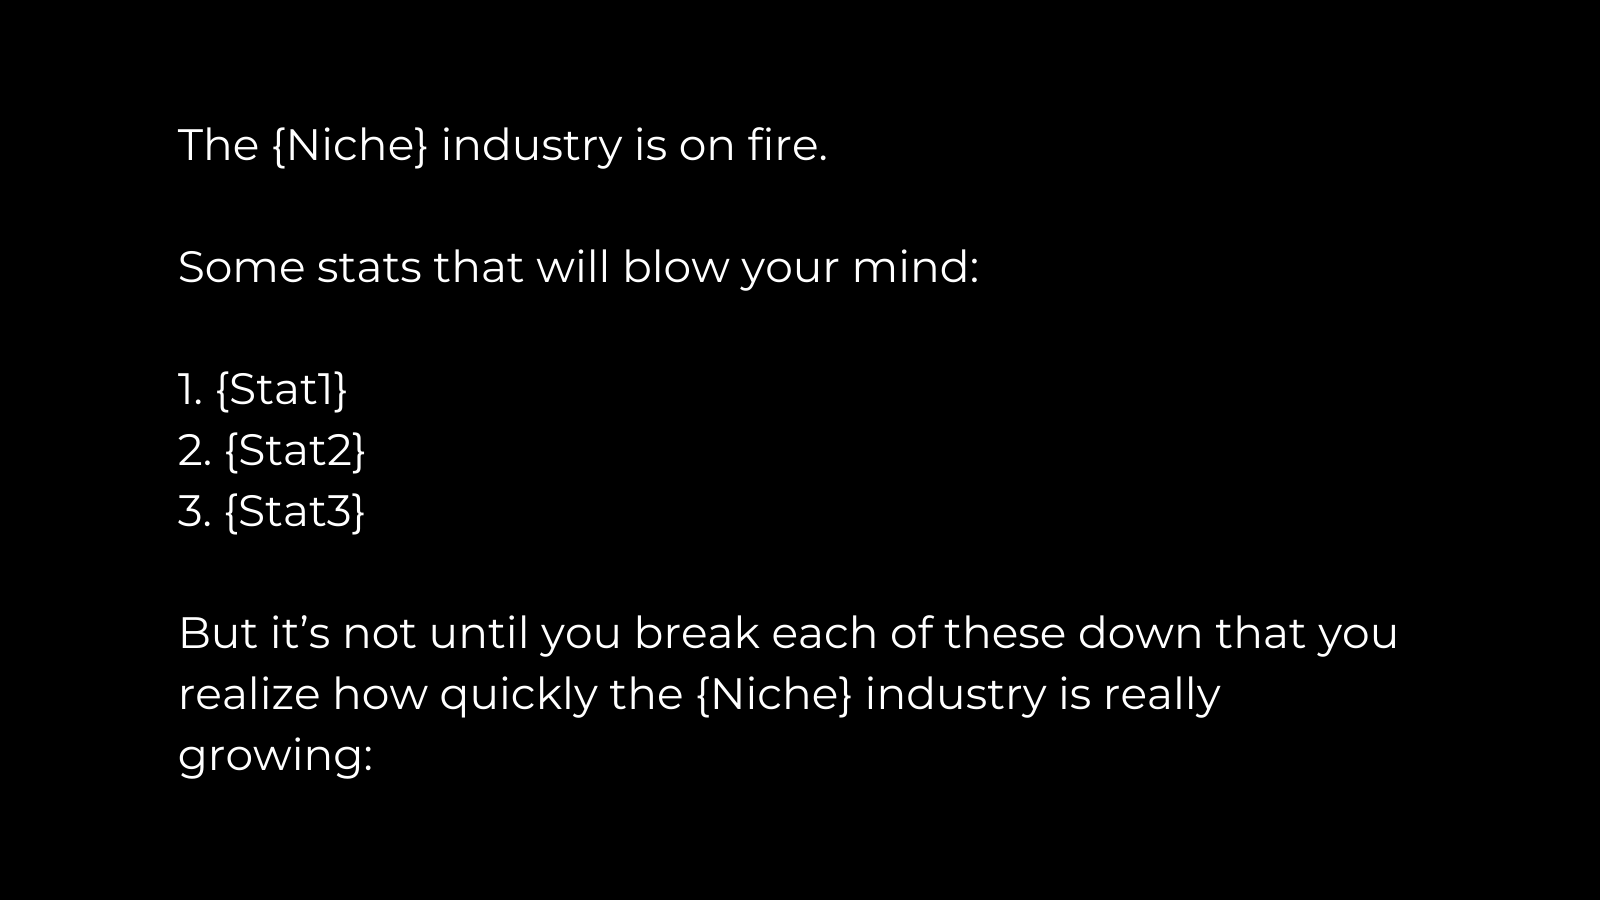 The {Niche} industry is on fire.
Some stats that will blow your mind:
1. {Stat1}
2. {Stat2}
3. {Stat3}
But it’s not until you break each of these down that you
realize how quickly the {Niche} industry is really
growing: